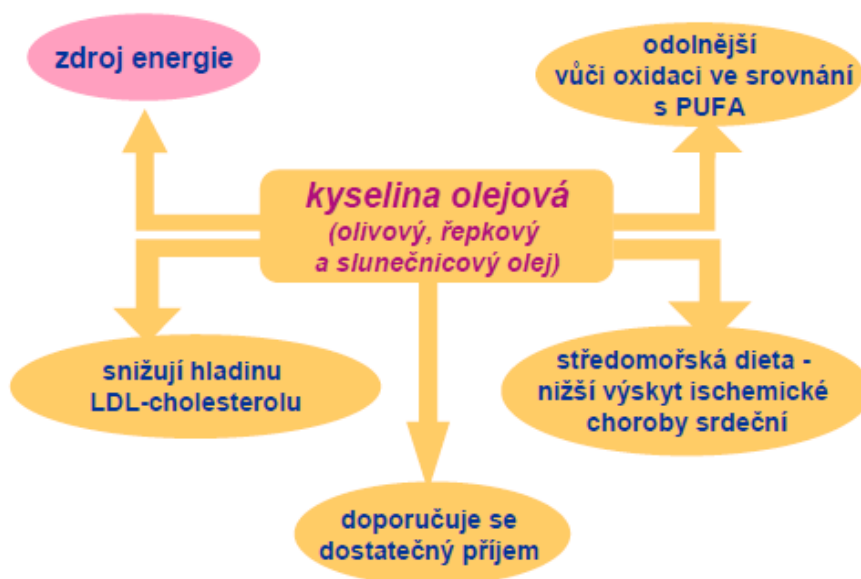 zdroj energie
odolnější
vůči oxidaci ve srovnání
s PUFA
kyselina olejová
(olivový, řepkový
a slunečnicový olej)
snižují hladinu
LDL-cholesterolu
středomořská dieta -
nižší výskyt ischemické
choroby srdeční
doporučuje se
dostatečný příjem